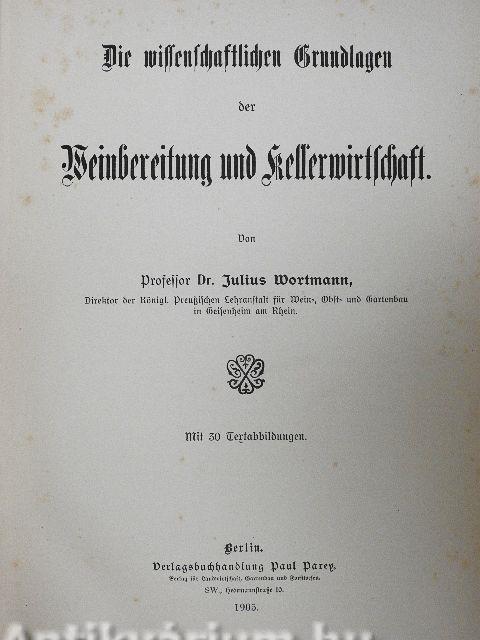 Die wissenschaftlichen Grundlagen
der
Weinbereitung und Kellerwirtschaft.
Von
Professor Dr. Julius Wortmann,
Direktor der Königl. Preußischen Lehranstalt für Wein-, Obst- und Gartenbau
in Geisenheim am Rhein.
Mit 30 Textabbildungen.
Berlin.
Verlagsbuchhandlung Paul Parey.
Verlag für Landwirtschaft, Gartenbau und Forstwesen.
SW., Hedemannstraße 10.
1905.
Antikvárium.hu